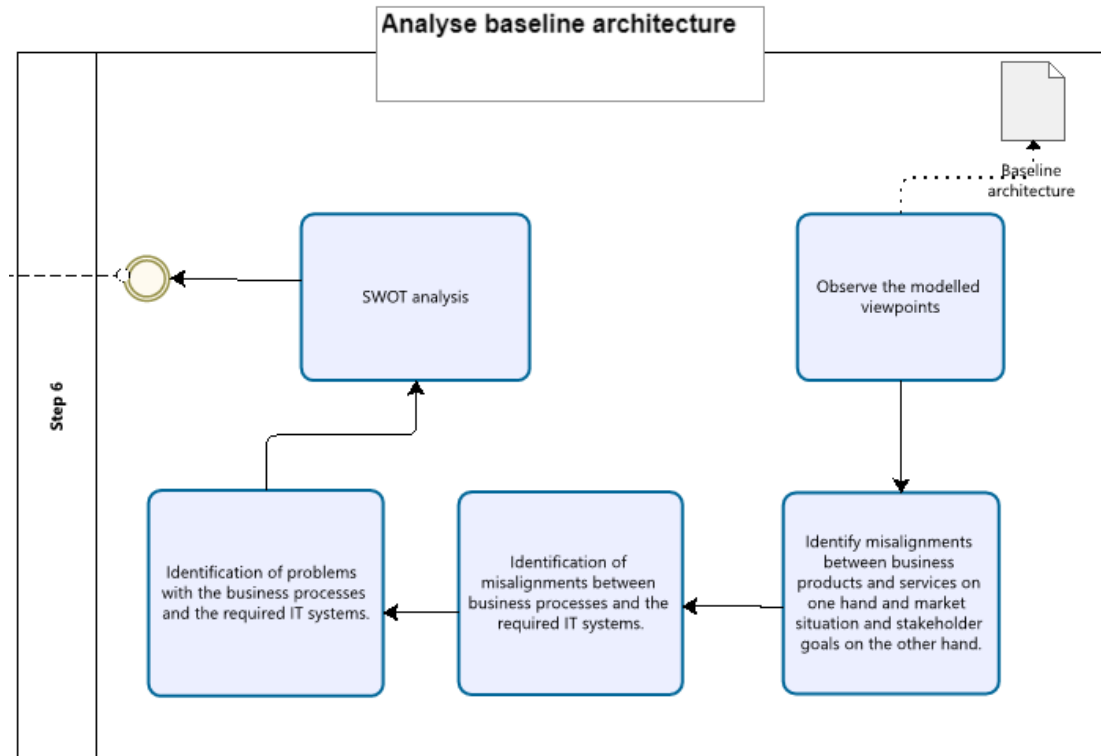 Analyse baseline architecture
Step 6
Baseline
architecture
SWOT analysis
Observe the modelled
viewpoints
Identification of problems
with the business processes
and the required IT systems.
Identification of
misalignments between
business processes and the
required IT systems.
Identify misalignments
between business
products and services on
one hand and market
situation and stakeholder
goals on the other hand.